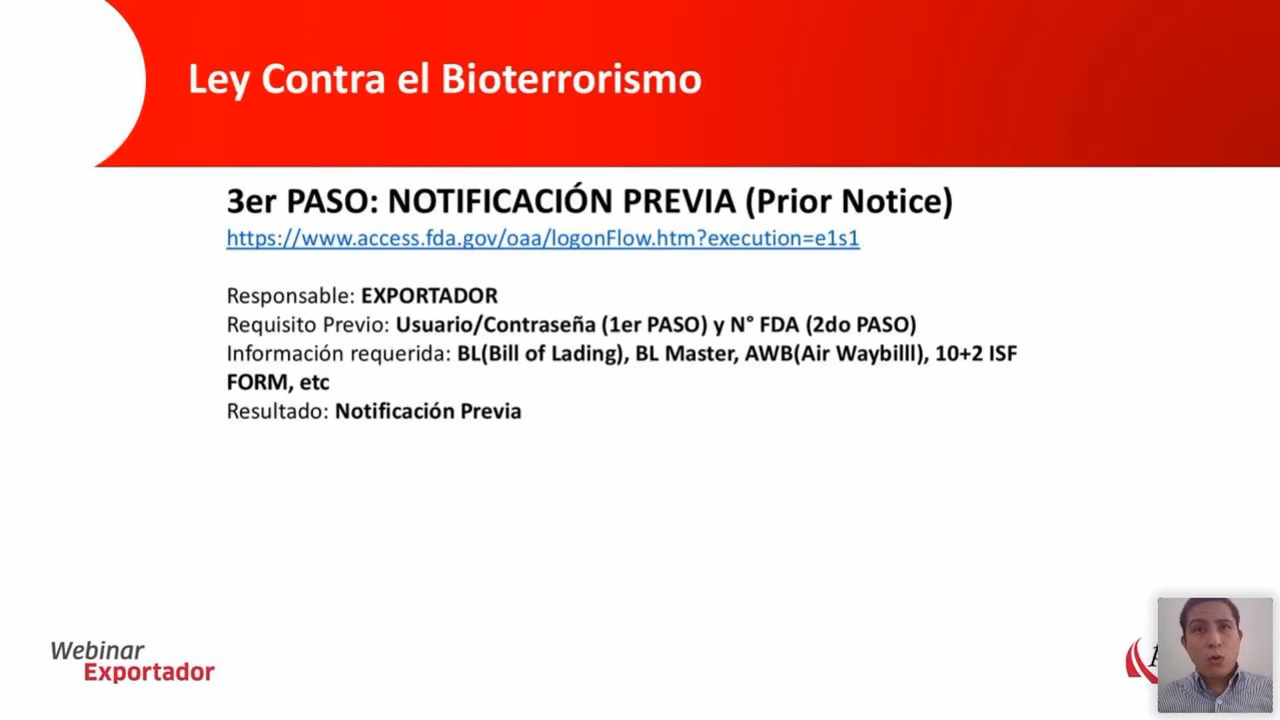 Ley Contra el Bioterrorismo
3er PASO: NOTIFICACIÓN PREVIA (Prior Notice)
https://www.access.fda.gov/oaa/logonFlow.htm?execution=e1s1
Responsable: EXPORTADOR
Requisito Previo: Usuario/Contraseña (1er PASO) y N° FDA (2do PASO)
Información requerida: BL(Bill of Lading), BL Master, AWB(Air Waybilll), 10+2 ISF
FORM, etc
Resultado: Notificación Previa
Webinar
Exportador